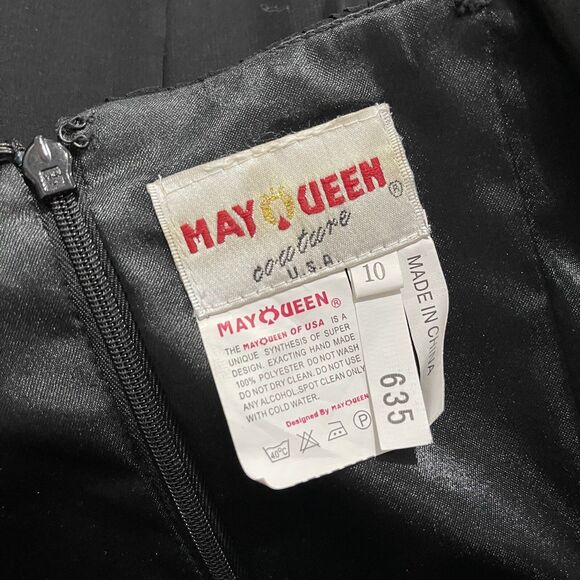 MAY QUEEN ®
couture
U.S.A.
10
MADE IN CHINA
635
MAYQUEEN ®
THE MAYQUEEN OF USA IS A
UNIQUE SYNTHESIS OF SUPER
DESIGN. EXACTING HAND MADE
100% POLYESTER DO NOT WASH
DO NOT DRY CLEAN. DO NOT USE
ANY ALCOHOL.SPOT CLEAN ONLY
WITH COLD WATER.
Designed By MAYQUEEN
40°C
P